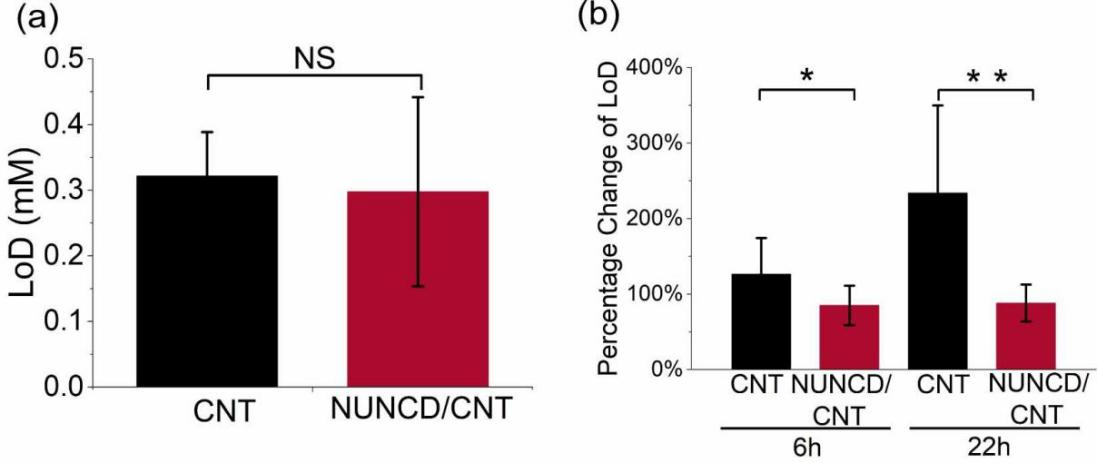 (a)
LoD (mM)
0.5
0.4
0.3
0.2
0.1
0.0
NS
CNT
NUNCD/CNT
(b)
Percentage Change of LoD
400%
300%
200%
100%
0%
*
* *
CNT
NUNCD/
CNT
CNT
NUNCD/
CNT
6h
22h